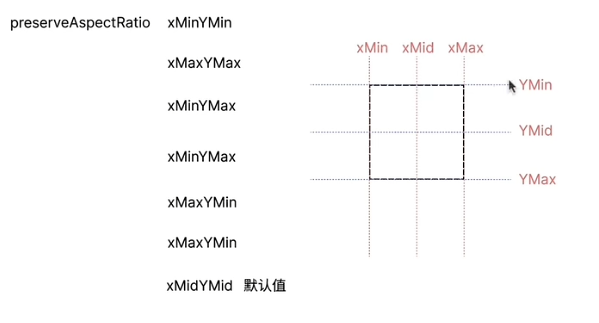 preserveAspectRatio xMinYMin
xMaxYMax
xMinYMax
xMinYMax
xMaxYMin
xMaxYMin
xMidYMid 默认值
xMin xMid xMax
YMin
YMid
YMax